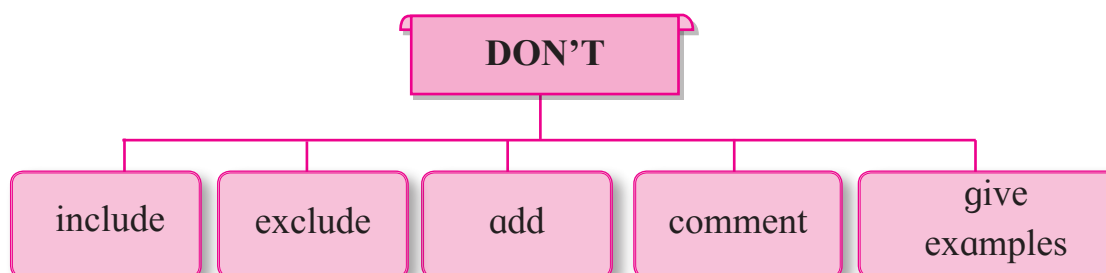 DON’T
include
exclude
add
comment
give
examples